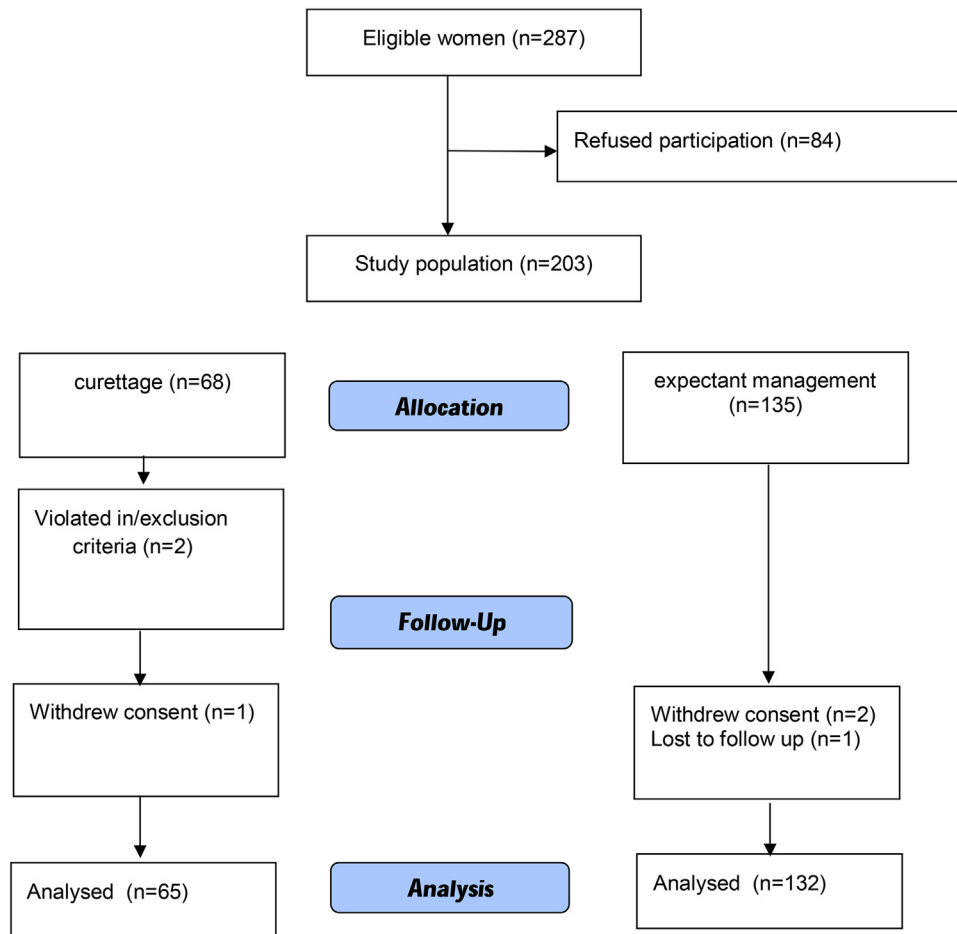 Eligible women (n=287)
Refused participation (n=84)
Study population (n=203)
curettage (n=68)
Allocation
expectant management
(n=135)
Violated in/exclusion
criteria (n=2)
Follow-Up
Withdrew consent (n=1)
Withdrew consent (n=2)
Lost to follow up (n=1)
Analysed (n=65)
Analysis
Analysed (n=132)